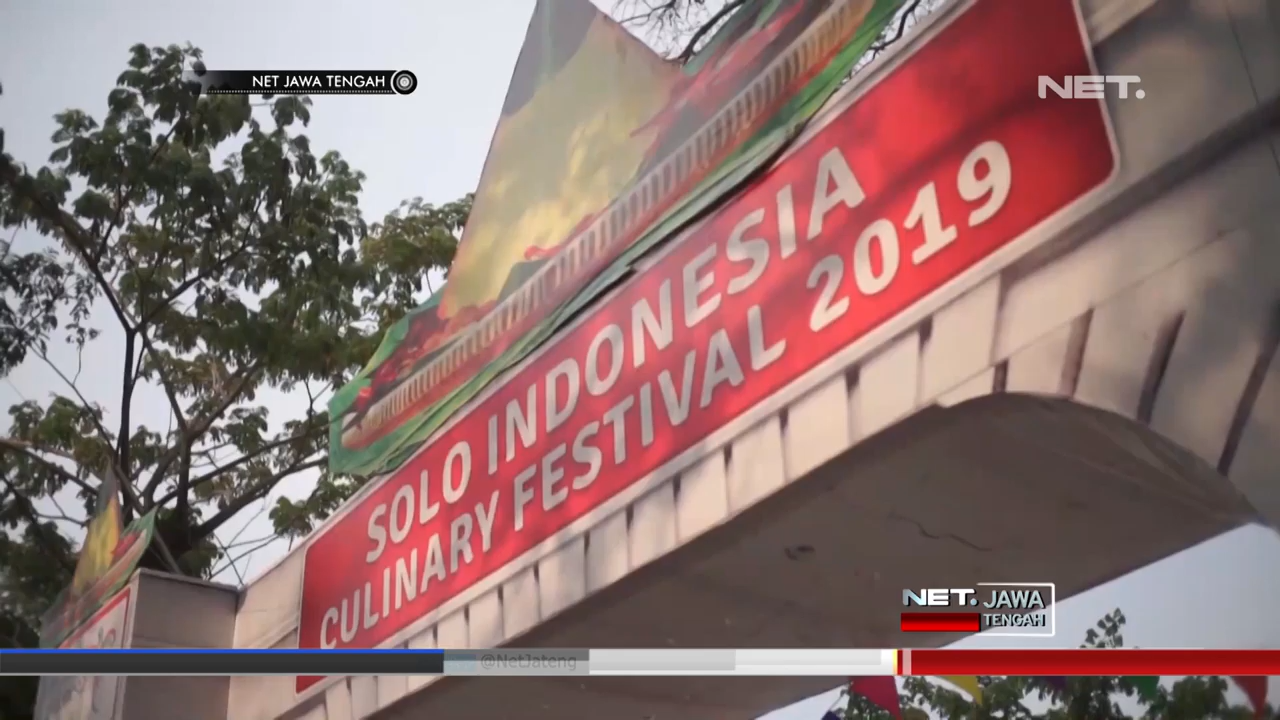 NET JAWA TENGAH
NET.
SOLO INDONESIA
CULINARY FESTIVAL 2019
NET. JAWA
TENGAH
@NetJateng